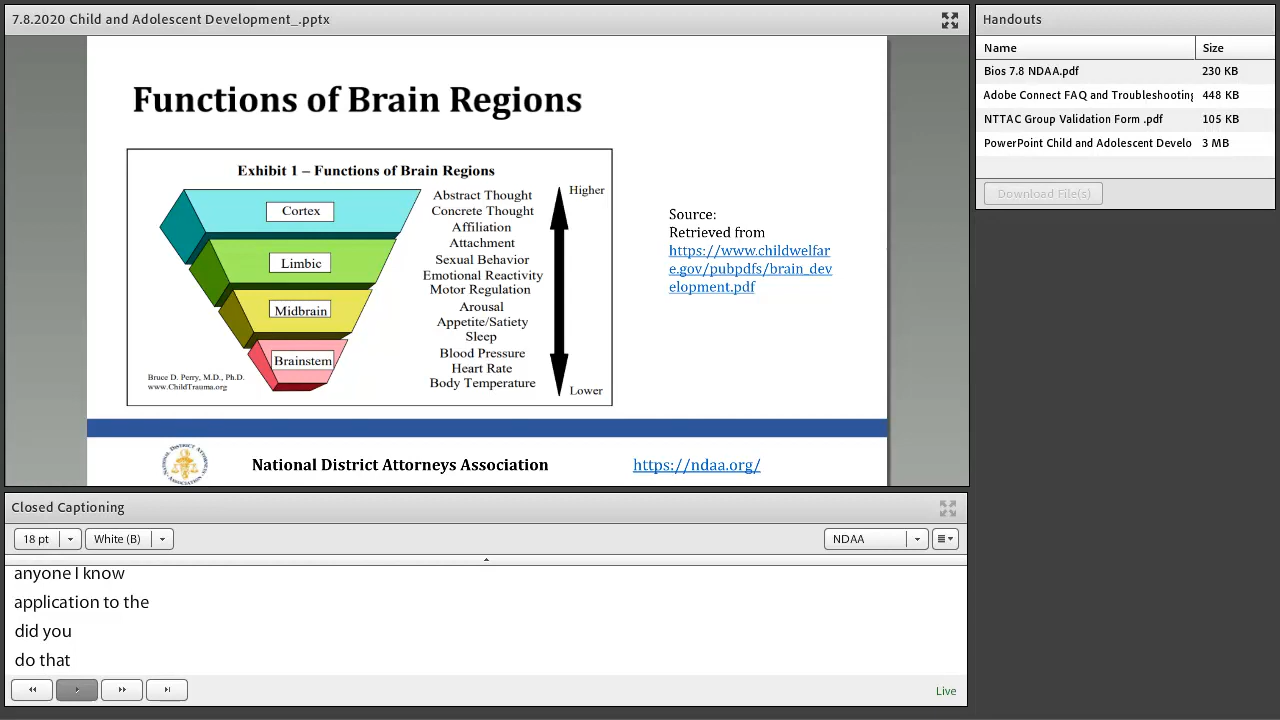 7.8.2020 Child and Adolescent Development_.pptx
Functions of Brain Regions
Exhibit 1 – Functions of Brain Regions
Cortex
Limbic
Midbrain
Brainstem
Abstract Thought
Concrete Thought
Affiliation
Attachment
Sexual Behavior
Emotional Reactivity
Motor Regulation
Arousal
Appetite/Satiety
Sleep
Blood Pressure
Heart Rate
Body Temperature
Higher
Lower
Bruce D. Perry, M.D., Ph.D.
www.ChildTrauma.org
Source:
Retrieved from
https://www.childwelfar
e.gov/pubpdfs/brain_dev
elopment.pdf
National District Attorneys Association
https://ndaa.org/
Handouts
Name Size
Bios 7.8 NDAA.pdf 230 KB
Adobe Connect FAQ and Troubleshooting 448 KB
NTTAC Group Validation Form .pdf 105 KB
PowerPoint Child and Adolescent Develo 3 MB
Download File(s)
Closed Captioning
18 pt White (B) NDAA
anyone I know
application to the
did you
do that
Live